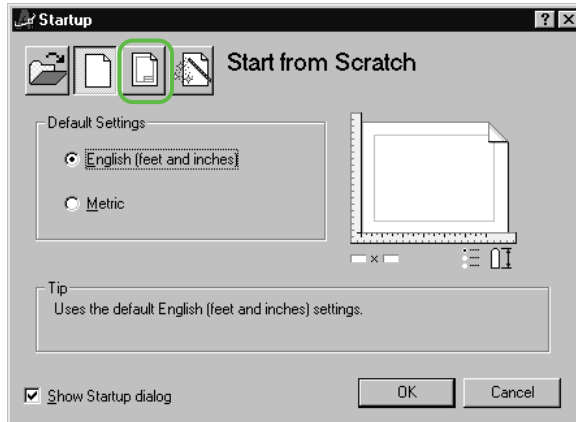 Startup
Start from Scratch
Default Settings
English (feet and inches)
Metric
Tip
Uses the default English (feet and inches) settings.
Show Startup dialog
OK
Cancel